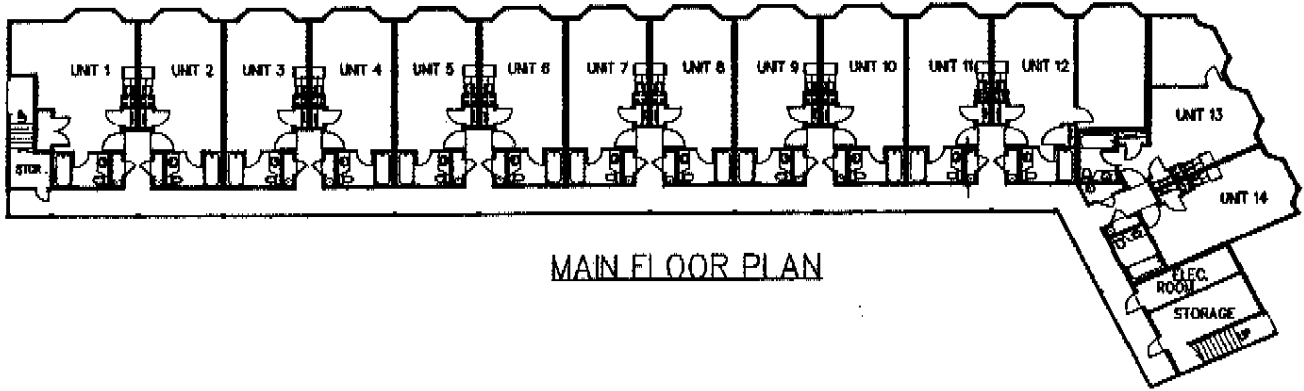 UNIT 1
UNIT 2
UNIT 3
UNIT 4
UNIT 5
UNIT 6
UNIT 7
UNIT 8
UNIT 9
UNIT 10
UNIT 11
UNIT 12
UNIT 13
STOR
UNIT 14
MAIN FLOOR PLAN
ELEC.
ROOM
STORAGE
UP